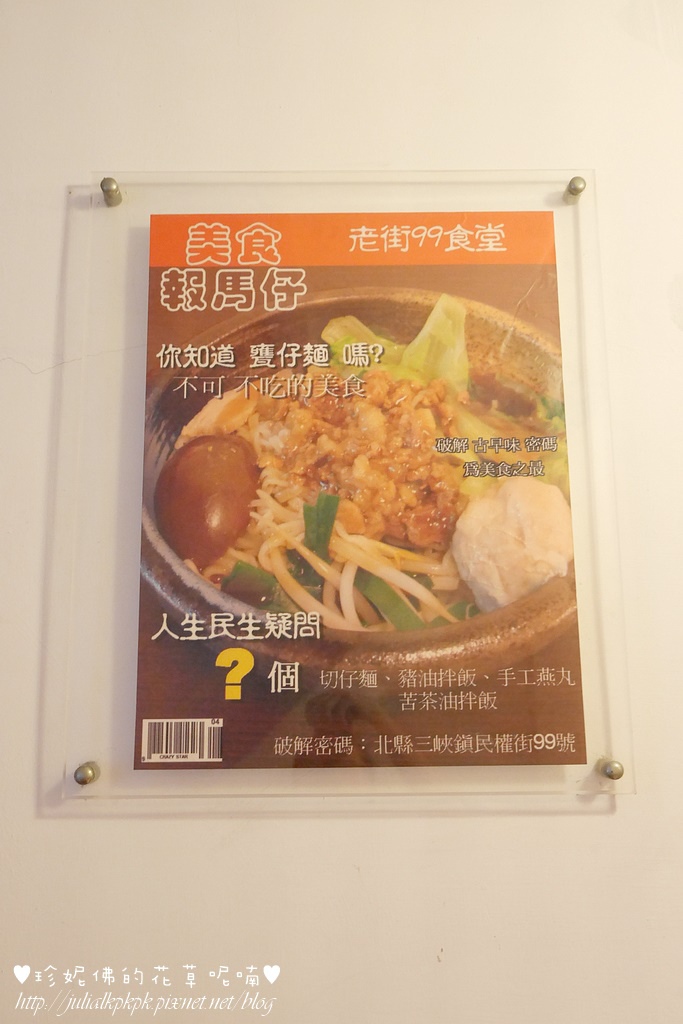 美食 老街99食堂
報馬仔
你知道 甕仔麵 嗎?
不可 不吃的美食
破解 古早味 密碼
為美食之最
人生民生疑問
? 個 切仔麵、豬油拌飯、手工燕丸
苦茶油拌飯
04
CRAZY STAR
破解密碼：北縣三峽鎮民權街99號
♥珍妮佛的花草呢喃♥
http://julialkpkpk.pixnet.net/blog